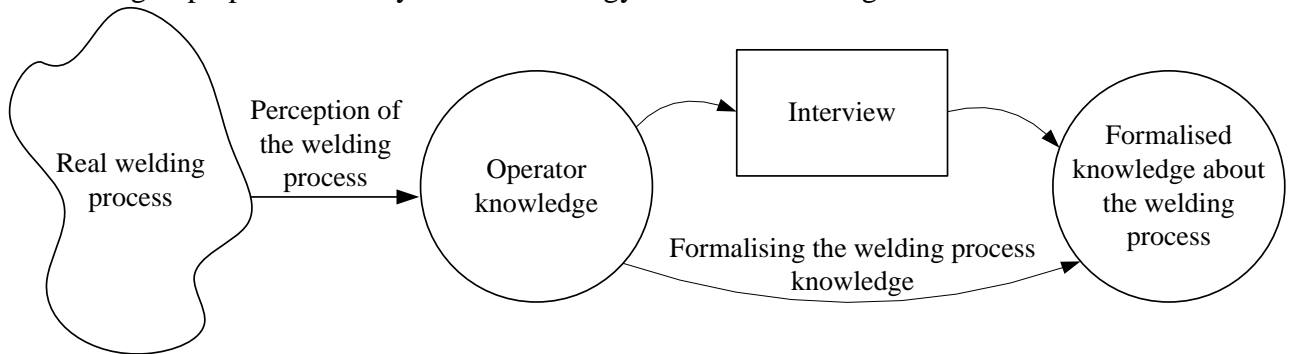 Perception of
the welding
process
Real welding
process
Operator
knowledge
Interview
Formalised
knowledge about
the welding
process
Formalising the welding process
knowledge